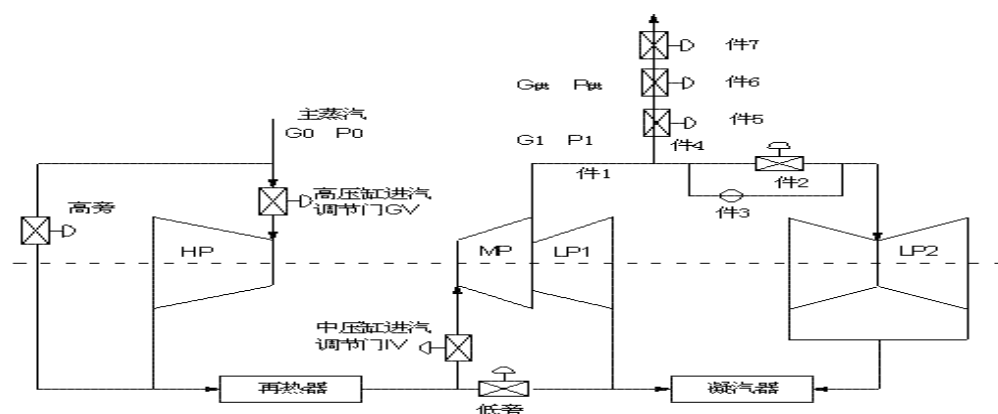 件7
件6
G供 P供
件5
主蒸汽
G0 P0
G1 P1
件4
件1
件2
件3
高旁
高压缸进汽
调节门GV
HP
MP
LP1
LP2
中压缸进汽
调节门IV
再热器
低旁
凝汽器